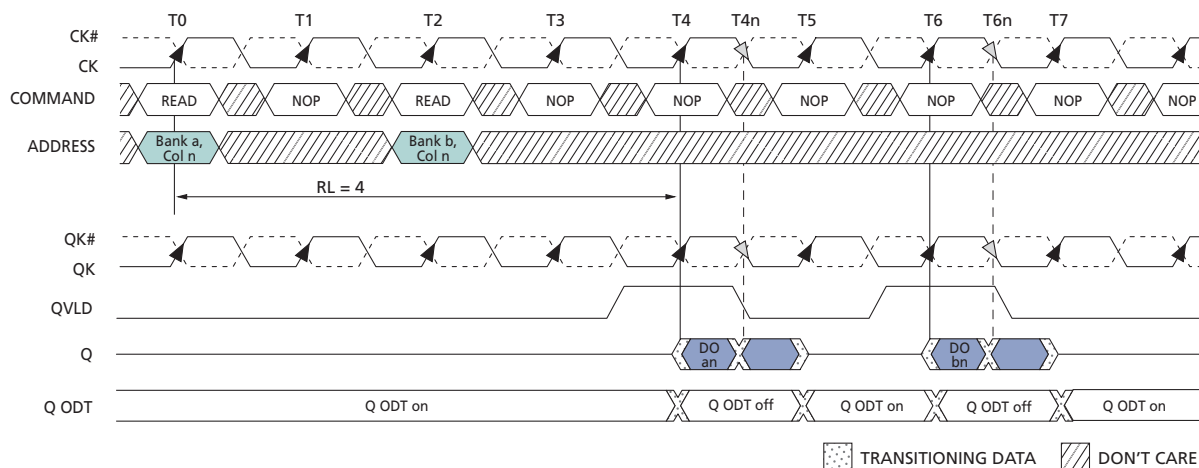 T0 T1 T2 T3 T4 T4n T5 T6 T6n T7
CK#
CK
COMMAND READ NOP READ NOP NOP NOP NOP NOP NOP
ADDRESS Bank a, Col n Bank b, Col n
RL = 4
QK#
QK
QVLD
Q DO an DO bn
Q ODT Q ODT on Q ODT off Q ODT on Q ODT off Q ODT on
TRANSITIONING DATA DON'T CARE